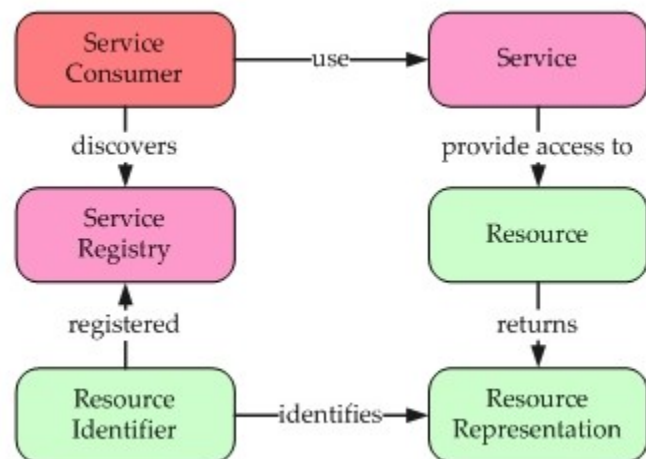 Service
Consumer
use
Service
discovers
provide access to
Service
Registry
Resource
registered
returns
Resource
Identifier
identifies
Resource
Representation